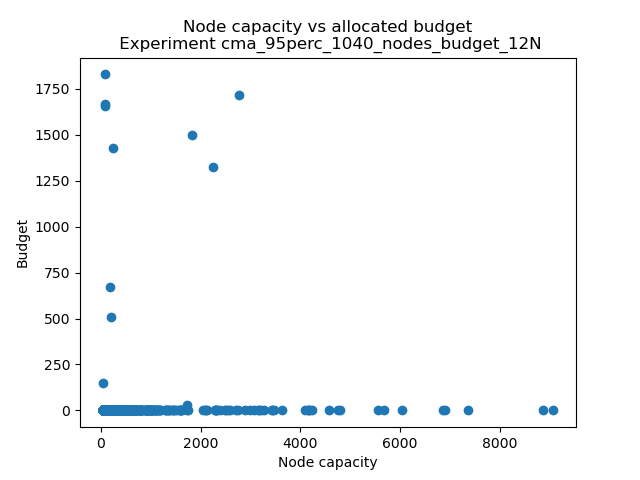 Node capacity vs allocated budget
Experiment cma_95perc_1040_nodes_budget_12N
1750
1500
1250
1000
750
500
250
0
Budget
0 2000 4000 6000 8000
Node capacity